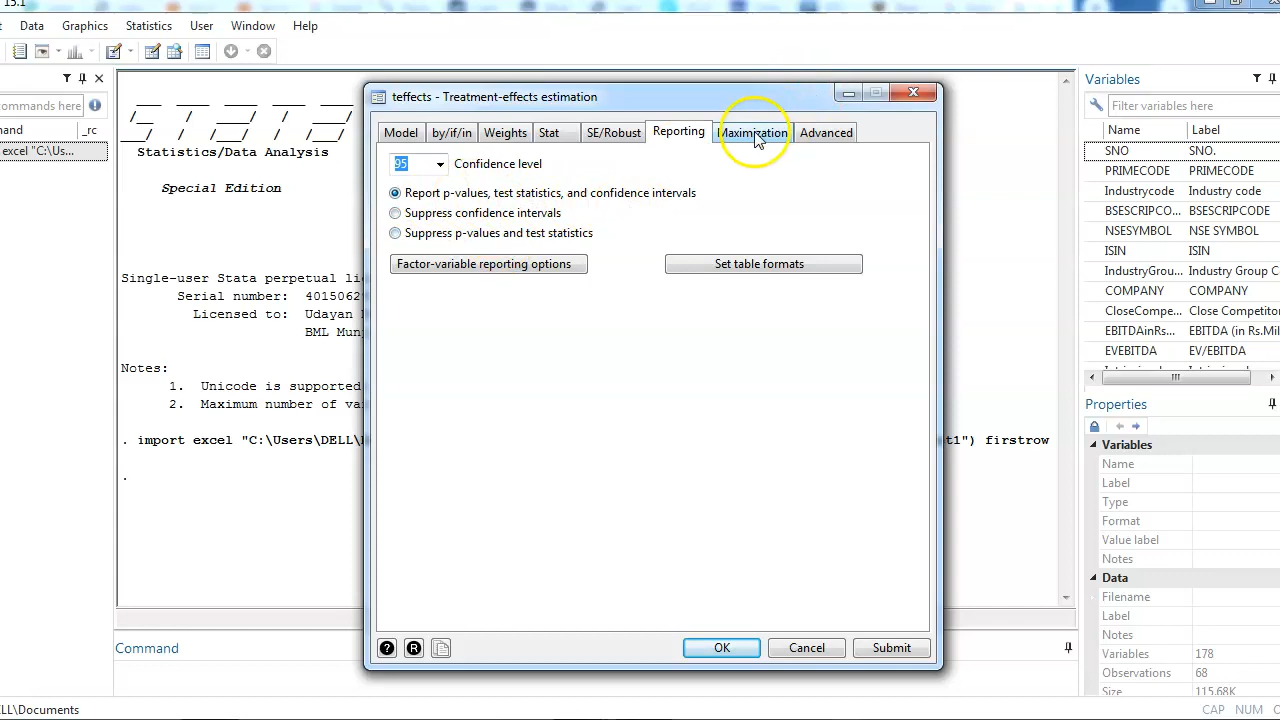 15.1
Data Graphics Statistics User Window Help
commands here
mand _rc
excel "C:\Us...
Statistics/Data Analysis
Special Edition
Single-user Stata perpetual li
Serial number: 4015062
Licensed to: Udayan
BML Mun
Notes:
1. Unicode is supported
2. Maximum number of va
. import excel "C:\Users\DELL\ t1") firstrow
.
teffects - Treatment-effects estimation
Model by/if/in Weights Stat SE/Robust Reporting Maximization Advanced
95 Confidence level
Report p-values, test statistics, and confidence intervals
Suppress confidence intervals
Suppress p-values and test statistics
Factor-variable reporting options Set table formats
? R OK Cancel Submit
Variables
Filter variables here
Name Label
SNO SNO.
PRIMECODE PRIMECODE
Industrycode Industry code
BSESCRIPCO... BSESCRIPCODE
NSESYMBOL NSE SYMBOL
ISIN ISIN
IndustryGrou... Industry Group C
COMPANY COMPANY
CloseCompe... Close Competitor
EBITDAinRs... EBITDA (in Rs.Mil
EVEBITDA EV/EBITDA
Properties
Variables
Name
Label
Type
Format
Value label
Notes
Data
Filename
Label
Notes
Variables 178
Observations 68
Size 115.68K
Command
ELL\Documents
CAP NUM